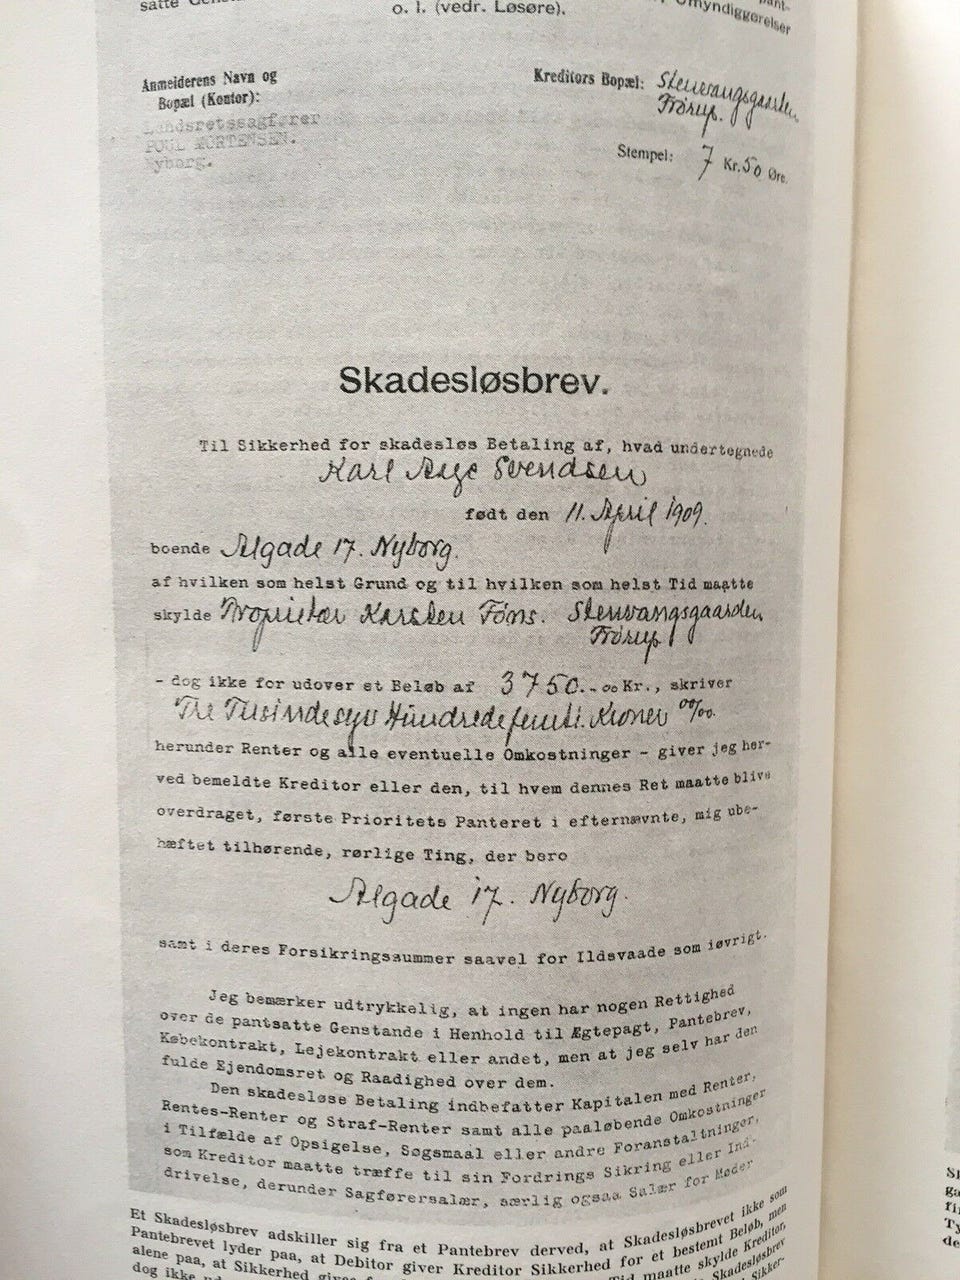 o. l. (vedr. Løsøre).
Umyndiggørelser
Anmelderens Navn og
Bopæl (Kontor):
Landsretssagfører
POUL MORTENSEN.
Nyborg.
Kreditors Bopæl: Stenvangsgaarden
Frørup.
Stempel: 7 Kr. 50 Øre.
Skadesløsbrev.
Til Sikkerhed for skadesløs Betaling af, hvad undertegnede
Karl Aage Svendsen
født den 11. April 1909.
boende Algade 17. Nyborg.
af hvilken som helst Grund og til hvilken som helst Tid maatte
skylde Proprietær Karsten Föns. Stenvangsgaarden
Frørup
- dog ikke for udover et Beløb af 3750.-00 Kr., skriver
Tre Tusindesyv Hundredefemti. Kroner 00/00.
herunder Renter og alle eventuelle Omkostninger - giver jeg her-
ved bemeldte Kreditor eller den, til hvem dennes Ret maatte blive
overdraget, første Prioritets Panteret i efternævnte, mig ube-
hæftet tilhørende, rørlige Ting, der bero
Algade 17. Nyborg.
samt i deres Forsikringssummer saavel for Ildsvaade som iøvrigt.
Jeg bemærker udtrykkelig, at ingen har nogen Rettighed
over de pantsatte Genstande i Henhold til Ægtepagt, Pantebrev,
Købekontrakt, Lejekontrakt eller andet, men at jeg selv har den
fulde Ejendomsret og Raadighed over dem.
Den skadesløse Betaling indbefatter Kapitalen med Renter,
Rentes-Renter og Straf-Renter samt alle paaløbende Omkostninger
i Tilfælde af Opsigelse, Søgsmaal eller andre Foranstaltninger,
som Kreditor maatte træffe til sin Fordrings Sikring eller Ind-
drivelse, derunder Sagførersalær, særlig ogsaa Salær for Møder
Et Skadesløsbrev adskiller sig fra et Pantebrev derved, at Skadesløsbrevet ikke som
Pantebrevet lyder paa, at Debitor giver Kreditor Sikkerhed for et bestemt Beløb, men
alene paa, at Sikkerhed Tid maatte skylde Kreditor,
dog ikke Skadesløsbrev
Sikker-